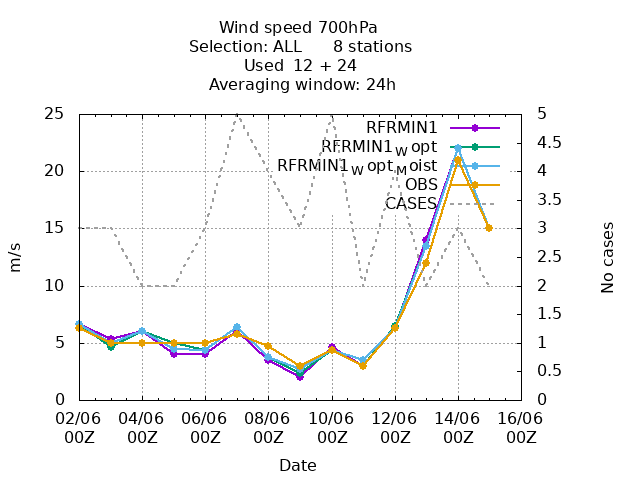 Wind speed 700hPa
Selection: ALL 8 stations
Used 12 + 24
Averaging window: 24h
25 5
RFRMIN1
4.5
RFRMIN1_W opt
20 4
RFRMIN1_W opt_Moist
OBS
3.5
CASES
15 3
m/s
No cases
2.5
10 2
1.5
5 1
0.5
0 0
02/06 04/06 06/06 08/06 10/06 12/06 14/06 16/06
00Z 00Z 00Z 00Z 00Z 00Z 00Z 00Z
Date